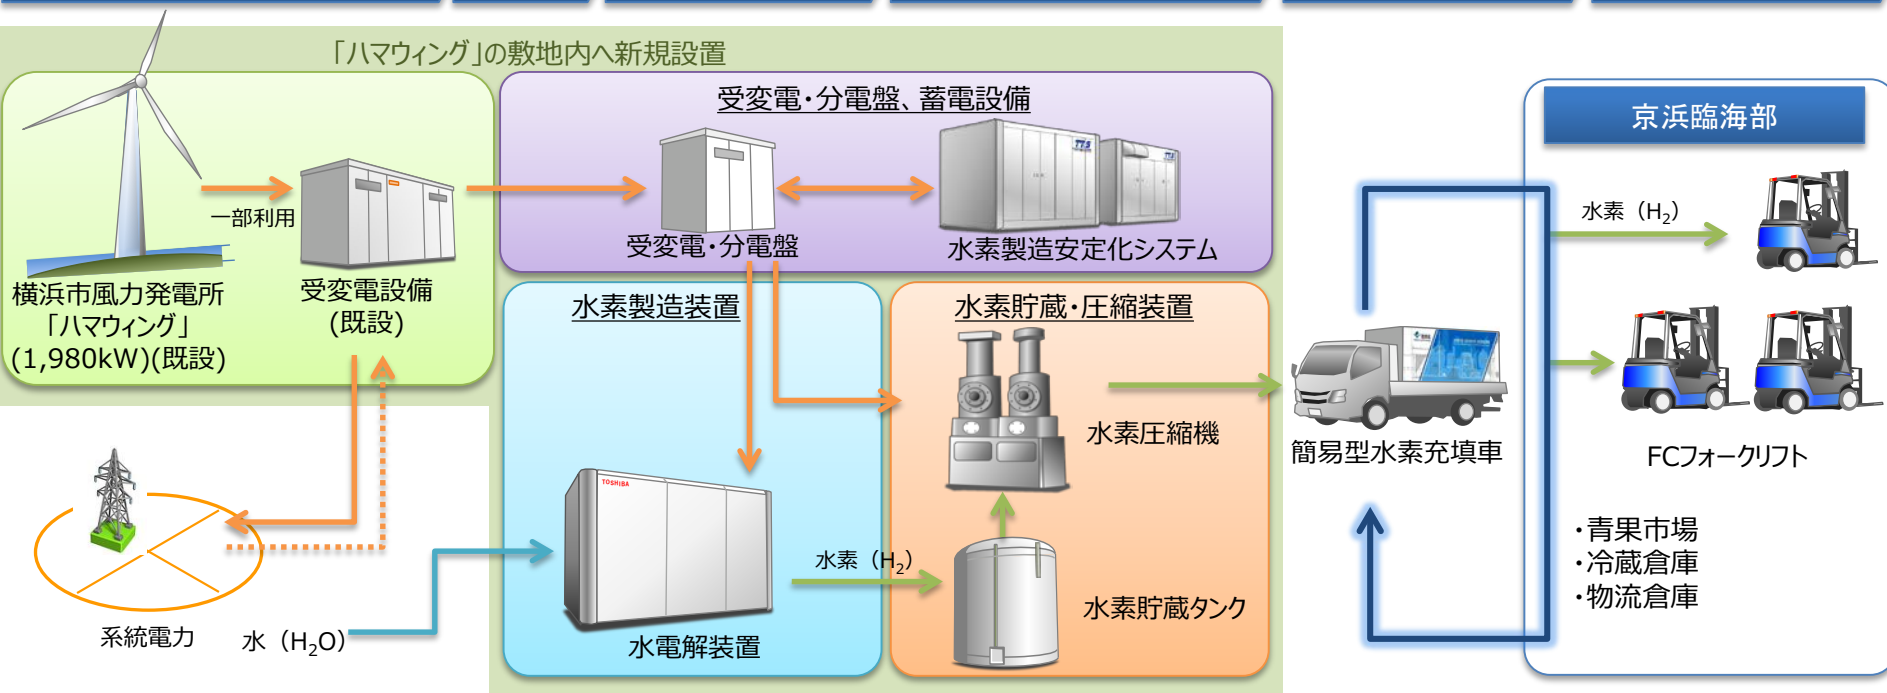 「ハマウィング」の敷地内へ新規設置
受変電・分電盤、蓄電設備
京浜臨海部
一部利用
受変電・分電盤
水素製造安定化システム
水素（H₂）
横浜市風力発電所
「ハマウィング」
(1,980kW)(既設)
受変電設備
(既設)
水素製造装置
水素貯蔵・圧縮装置
水素圧縮機
簡易型水素充填車
FCフォークリフト
TOSHIBA
・青果市場
・冷蔵倉庫
・物流倉庫
水素（H₂）
水素貯蔵タンク
系統電力
水（H₂O）
水電解装置